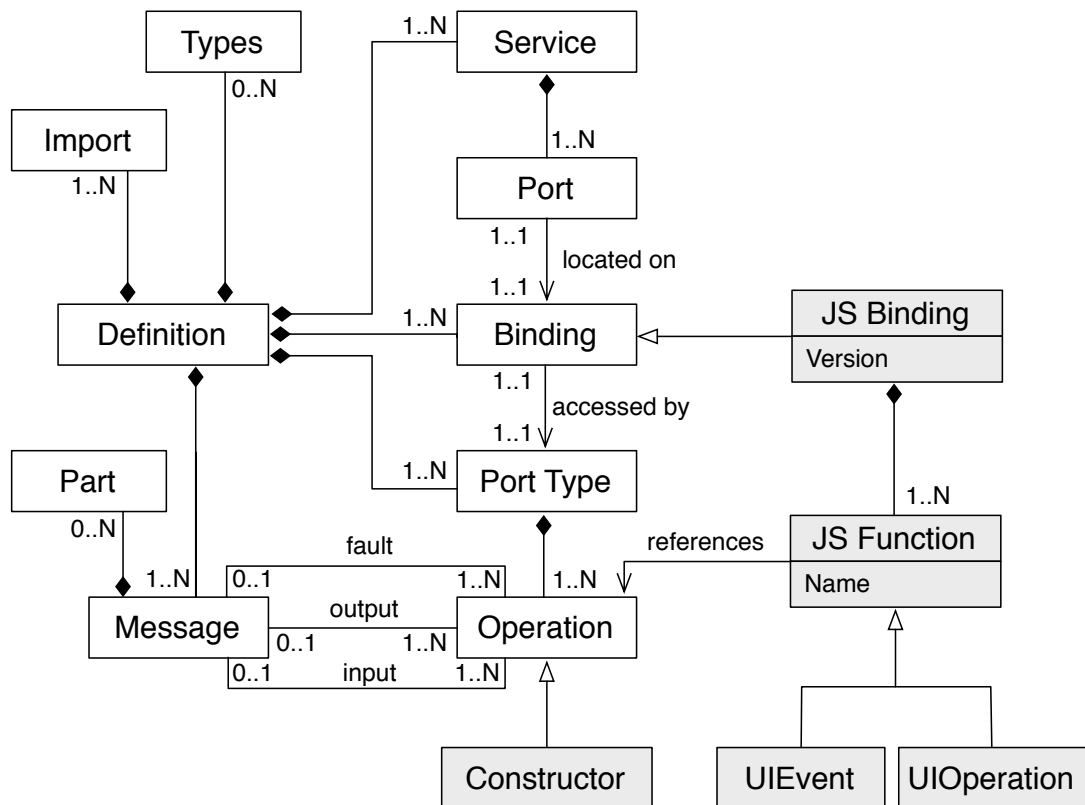 Types
0..N
1..N
Service
Import
1..N
1..N
Port
1..1
located on
1..1
Definition
1..N
Binding
JS Binding
Version
1..1
accessed by
1..1
Part
0..N
1..N
Port Type
1..N
JS Function
Name
references
fault
1..N
0..1
1..N
1..N
Message
output
Operation
0..1
1..N
0..1
input
1..N
Constructor
UIEvent
UIOperation